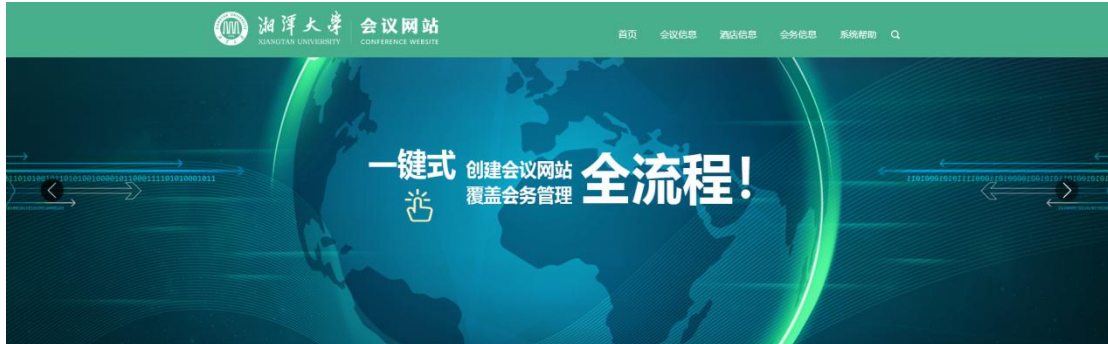 湘潭大学
XIANGTAN UNIVERSITY
会议网站
CONFERENCE WEBSITE
首页 会议信息 酒店信息 会务信息 系统帮助
一键式
创建会议网站
覆盖会务管理
全流程!